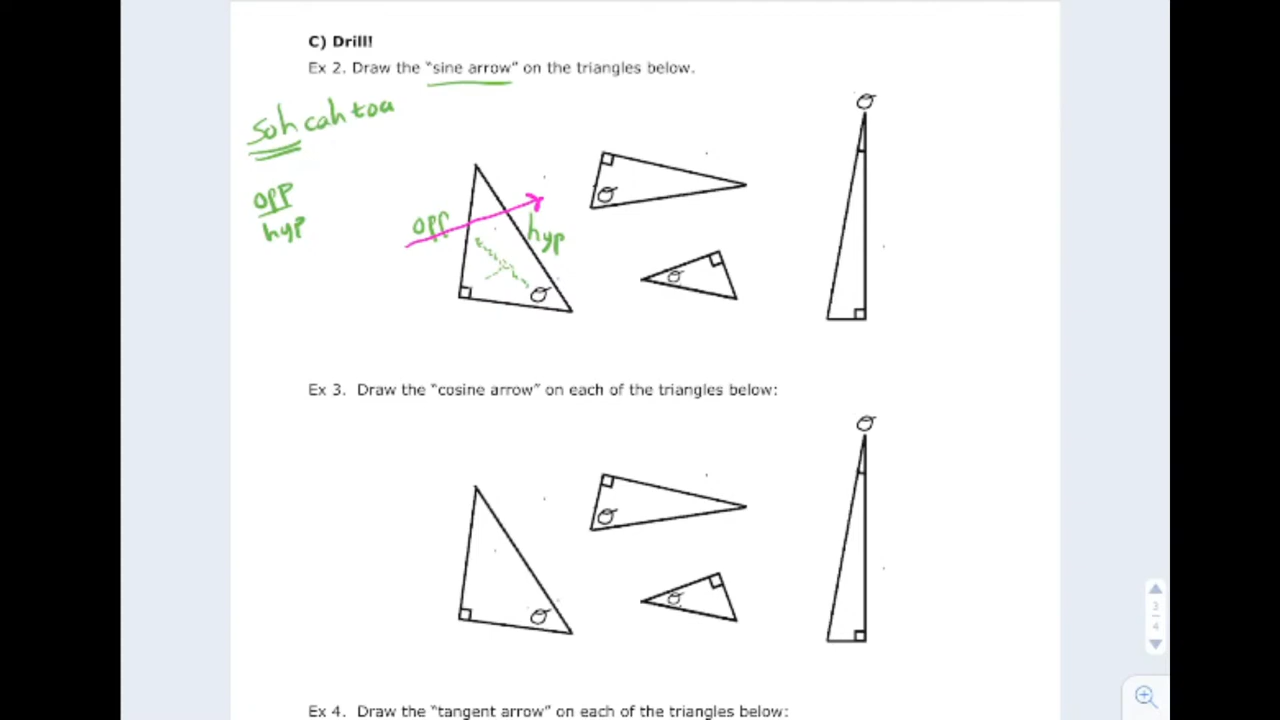 C) Drill!
Ex 2. Draw the “sine arrow” on the triangles below.
Soh cah toa
opp
hyp
opp
hyp
Ɵ
Ɵ
Ɵ
Ɵ
Ex 3. Draw the “cosine arrow” on each of the triangles below:
Ɵ
Ɵ
Ɵ
Ɵ
3
4
Ex 4. Draw the “tangent arrow” on each of the triangles below: